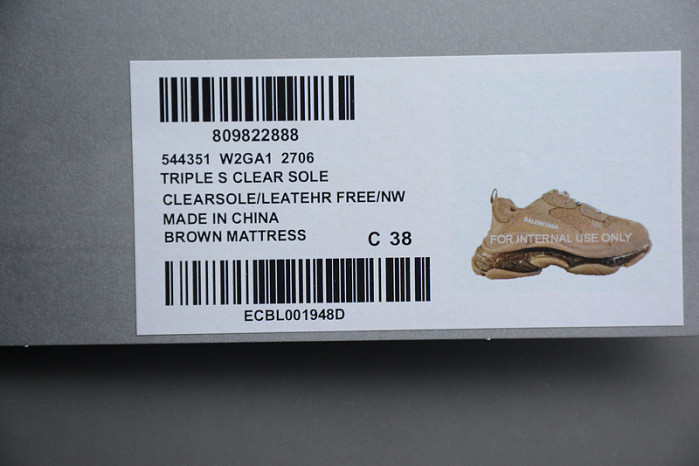 809822888
544351 W2GA1 2706
TRIPLE S CLEAR SOLE
CLEARSOLE/LEATEHR FREE/NW
MADE IN CHINA
BROWN MATTRESS C 38
ECBL001948D
BALENCIAGA
FOR INTERNAL USE ONLY